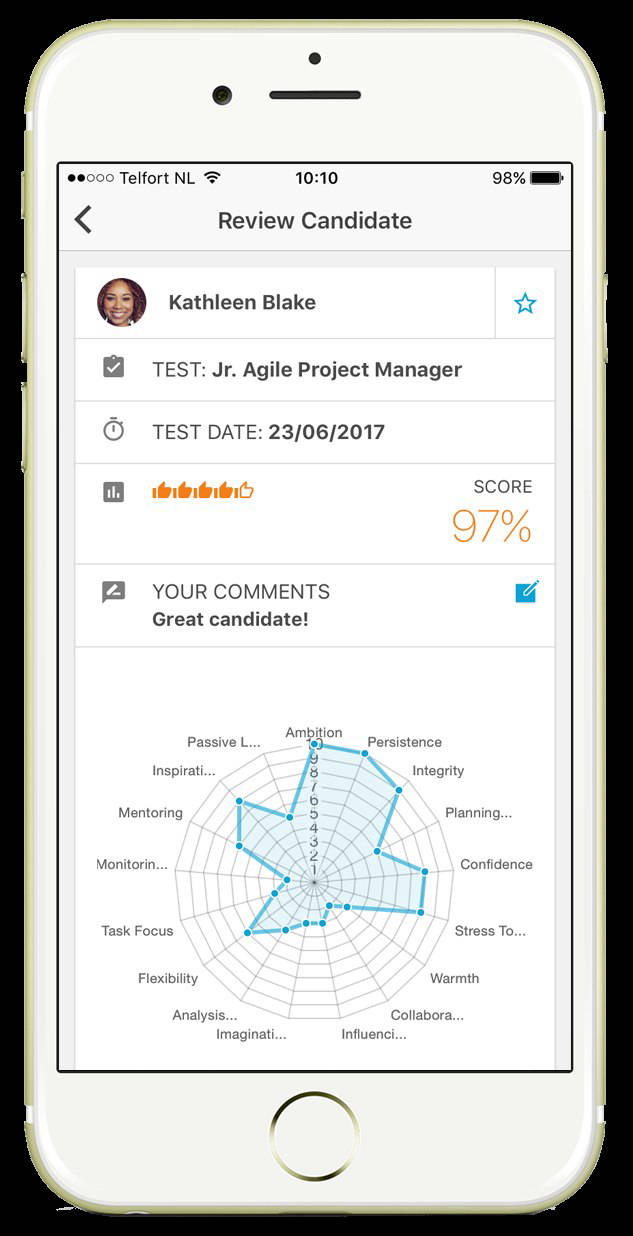 Telfort NL 10:10 98%
Review Candidate
Kathleen Blake
TEST: Jr. Agile Project Manager
TEST DATE: 23/06/2017
SCORE
97%
YOUR COMMENTS
Great candidate!
Ambition
Passive L... Persistence
Inspirati... Integrity
Mentoring Planning...
Monitorin... Confidence
Task Focus Stress To...
Flexibility Warmth
Analysis... Collabora...
Imaginati... Influenci...
10
9
8
7
6
5
4
3
2
1